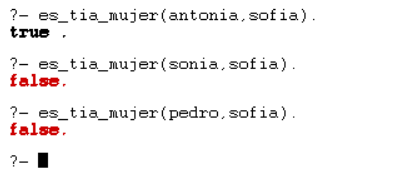 ?- es_tia_mujer(antonia,sofia).
true .
?- es_tia_mujer(sonia,sofia).
false.
?- es_tia_mujer(pedro,sofia).
false.
?-